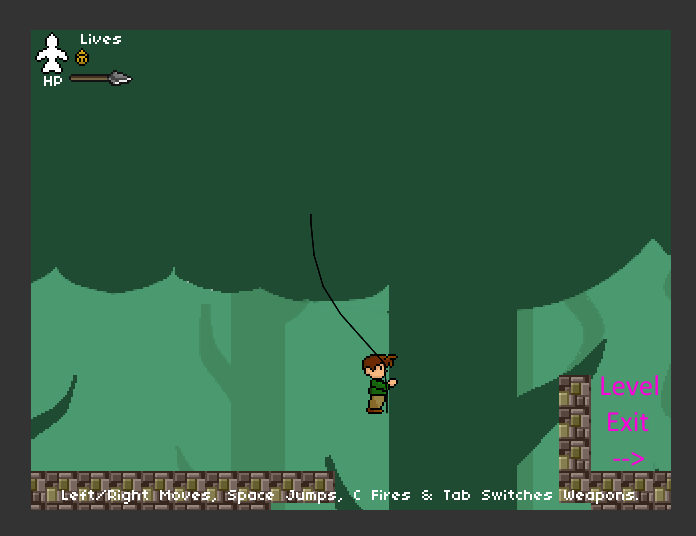 Lives
HP
Level
Exit
-->
Left/Right Moves, Space Jumps, C Fires & Tab Switches Weapons.